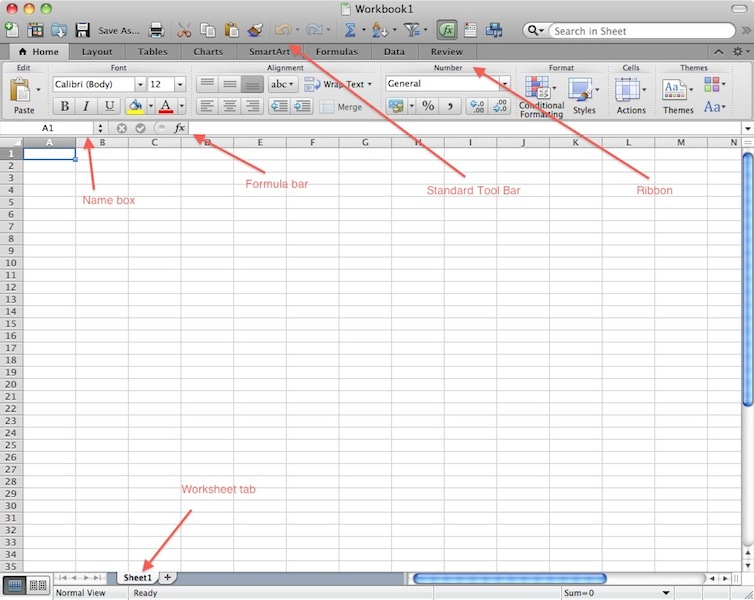 Workbook1
Save As... Search in Sheet
Home Layout Tables Charts SmartArt Formulas Data Review
Edit Font Alignment Number Format Cells Themes
Calibri (Body) 12 abc Wrap Text General
Paste B I U A Merge % Conditional Formatting Styles Actions Themes Aa
A1 fx
A B C D E F G H I J K L M N
1
2
3
4
5
6
7
8
9
10
11
12
13
14
15
16
17
18
19
20
21
22
23
24
25
26
27
28
29
30
31
32
33
34
35
Name box
Formula bar
Standard Tool Bar
Ribbon
Worksheet tab
Sheet1
Normal View Ready Sum=0